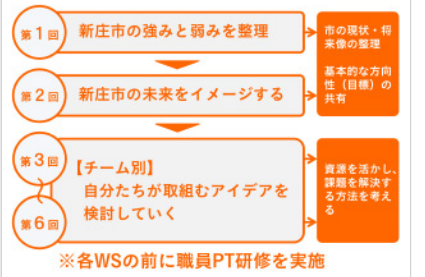 第1回
新庄市の強みと弱みを整理
市の現状・将
来像の整理
基本的な方向
性（目標）の
共有
第2回
新庄市の未来をイメージする
第3回
【チーム別】
自分たちが取組むアイデアを
検討していく
第6回
資源を活かし、
課題を解決す
る方法を考え
る
※各WSの前に職員PT研修を実施